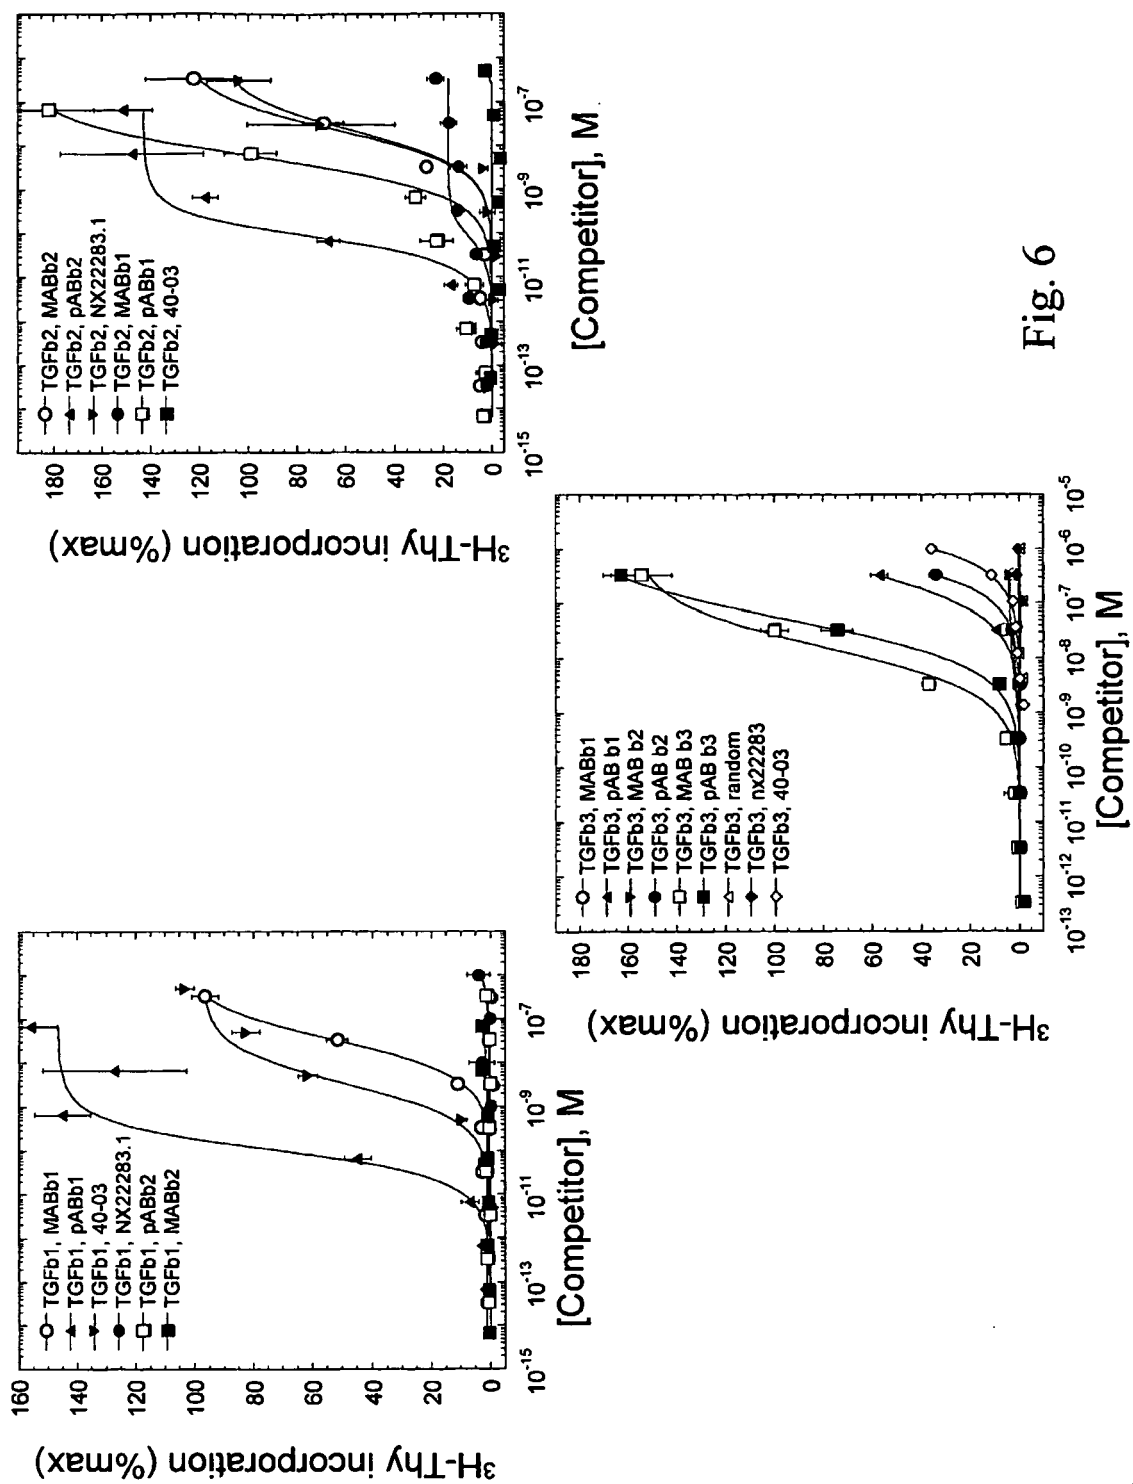 ³H-Thy incorporation (%max)
160
140
120
100
80
60
40
20
0
TGFb1, MABb1
TGFb1, pABb1
TGFb1, 40-03
TGFb1, NX22283.1
TGFb1, pABb2
TGFb1, MABb2
10⁻¹⁵ 10⁻¹³ 10⁻¹¹ 10⁻⁹ 10⁻⁷
[Competitor], M
³H-Thy incorporation (%max)
180
160
140
120
100
80
60
40
20
0
TGFb2, MABb2
TGFb2, pABb2
TGFb2, NX22283.1
TGFb2, MABb1
TGFb2, pABb1
TGFb2, 40-03
10⁻¹⁵ 10⁻¹³ 10⁻¹¹ 10⁻⁹ 10⁻⁷
[Competitor], M
³H-Thy incorporation (%max)
180
160
140
120
100
80
60
40
20
0
TGFb3, MABb1
TGFb3, pAB b1
TGFb3, MAB b2
TGFb3, pAB b2
TGFb3, MAB b3
TGFb3, pAB b3
TGFb3, random
TGFb3, nx22283
TGFb3, 40-03
10⁻¹³ 10⁻¹² 10⁻¹¹ 10⁻¹⁰ 10⁻⁹ 10⁻⁸ 10⁻⁷ 10⁻⁶ 10⁻⁵
[Competitor], M
Fig. 6